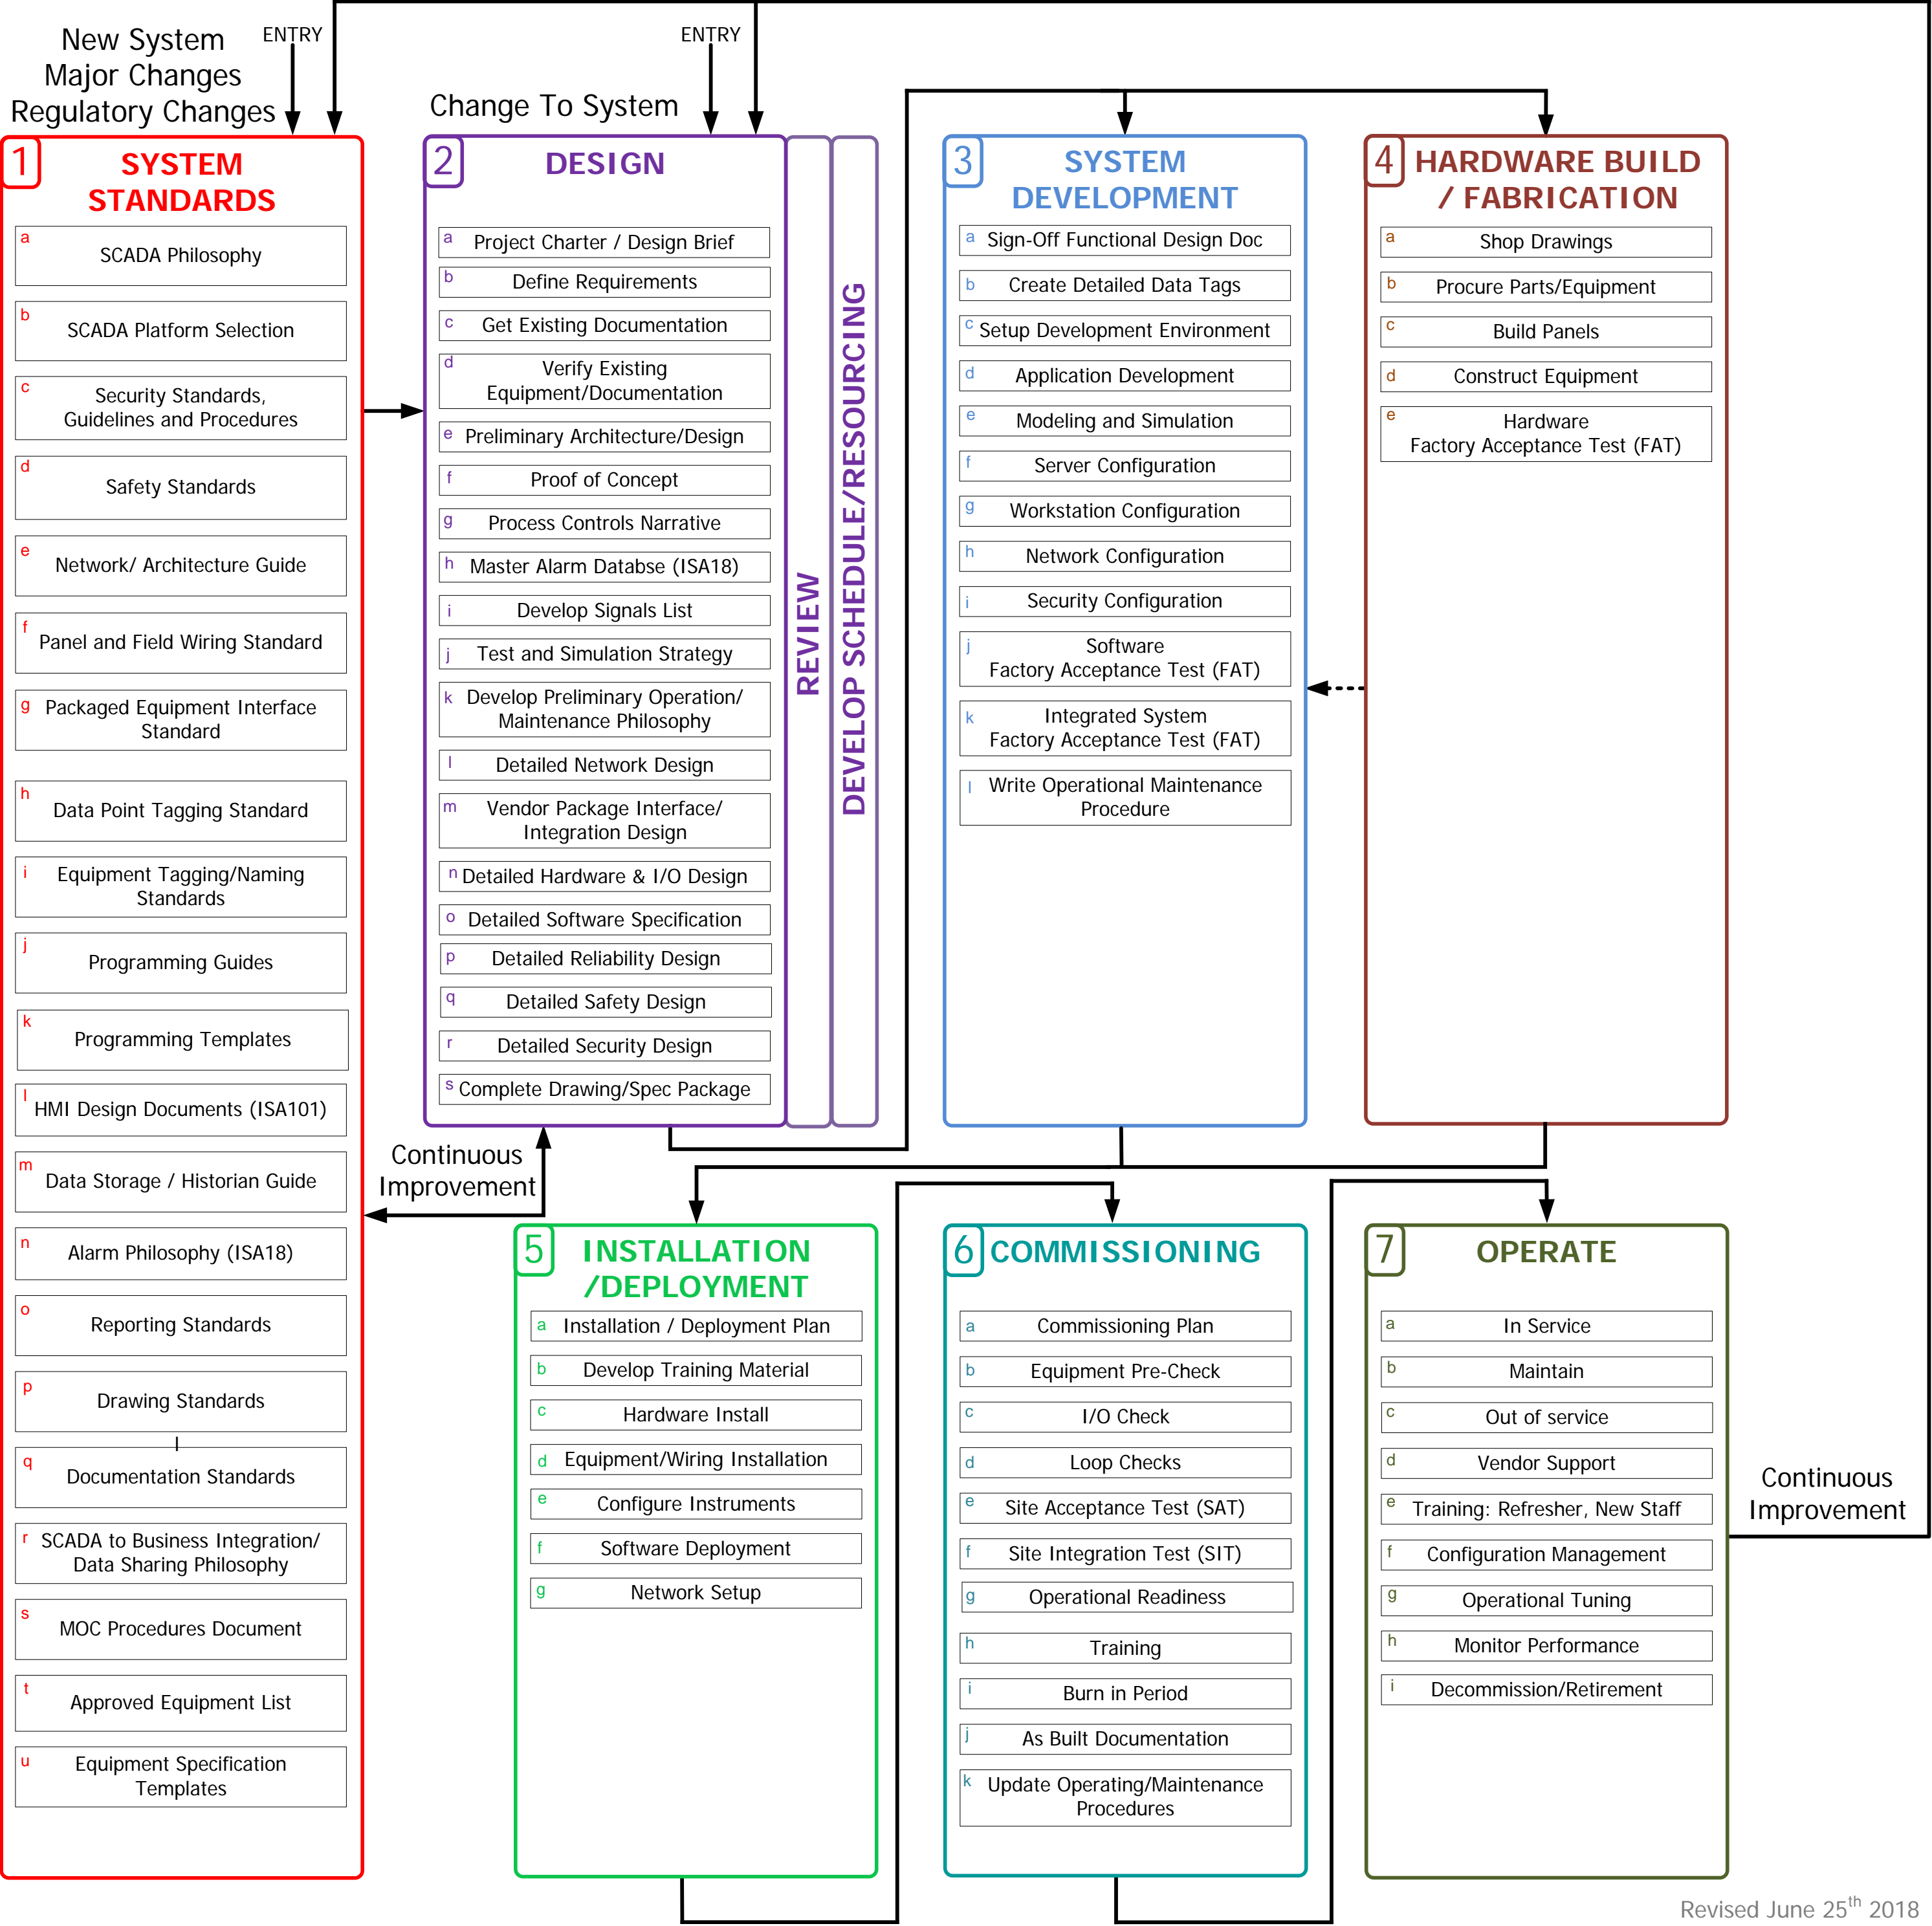 New System
Major Changes
Regulatory Changes
ENTRY
Change To System
ENTRY
1
SYSTEM
STANDARDS
a
SCADA Philosophy
b
SCADA Platform Selection
c
Security Standards,
Guidelines and Procedures
d
Safety Standards
e
Network/ Architecture Guide
f
Panel and Field Wiring Standard
g
Packaged Equipment Interface
Standard
h
Data Point Tagging Standard
i
Equipment Tagging/Naming
Standards
j
Programming Guides
k
Programming Templates
l
HMI Design Documents (ISA101)
m
Data Storage / Historian Guide
n
Alarm Philosophy (ISA18)
o
Reporting Standards
p
Drawing Standards
q
Documentation Standards
r
SCADA to Business Integration/
Data Sharing Philosophy
s
MOC Procedures Document
t
Approved Equipment List
u
Equipment Specification
Templates
2
DESIGN
a
Project Charter / Design Brief
b
Define Requirements
c
Get Existing Documentation
d
Verify Existing
Equipment/Documentation
e
Preliminary Architecture/Design
f
Proof of Concept
g
Process Controls Narrative
h
Master Alarm Databse (ISA18)
i
Develop Signals List
j
Test and Simulation Strategy
k
Develop Preliminary Operation/
Maintenance Philosophy
l
Detailed Network Design
m
Vendor Package Interface/
Integration Design
n
Detailed Hardware & I/O Design
o
Detailed Software Specification
p
Detailed Reliability Design
q
Detailed Safety Design
r
Detailed Security Design
s
Complete Drawing/Spec Package
REVIEW
DEVELOP SCHEDULE/RESOURCING
3
SYSTEM
DEVELOPMENT
a
Sign-Off Functional Design Doc
b
Create Detailed Data Tags
c
Setup Development Environment
d
Application Development
e
Modeling and Simulation
f
Server Configuration
g
Workstation Configuration
h
Network Configuration
i
Security Configuration
j
Software
Factory Acceptance Test (FAT)
k
Integrated System
Factory Acceptance Test (FAT)
l
Write Operational Maintenance
Procedure
4
HARDWARE BUILD
/ FABRICATION
a
Shop Drawings
b
Procure Parts/Equipment
c
Build Panels
d
Construct Equipment
e
Hardware
Factory Acceptance Test (FAT)
Continuous
Improvement
5
INSTALLATION
/DEPLOYMENT
a
Installation / Deployment Plan
b
Develop Training Material
c
Hardware Install
d
Equipment/Wiring Installation
e
Configure Instruments
f
Software Deployment
g
Network Setup
6
COMMISSIONING
a
Commissioning Plan
b
Equipment Pre-Check
c
I/O Check
d
Loop Checks
e
Site Acceptance Test (SAT)
f
Site Integration Test (SIT)
g
Operational Readiness
h
Training
i
Burn in Period
j
As Built Documentation
k
Update Operating/Maintenance
Procedures
7
OPERATE
a
In Service
b
Maintain
c
Out of service
d
Vendor Support
e
Training: Refresher, New Staff
f
Configuration Management
g
Operational Tuning
h
Monitor Performance
i
Decommission/Retirement
Continuous
Improvement
Revised June 25th 2018